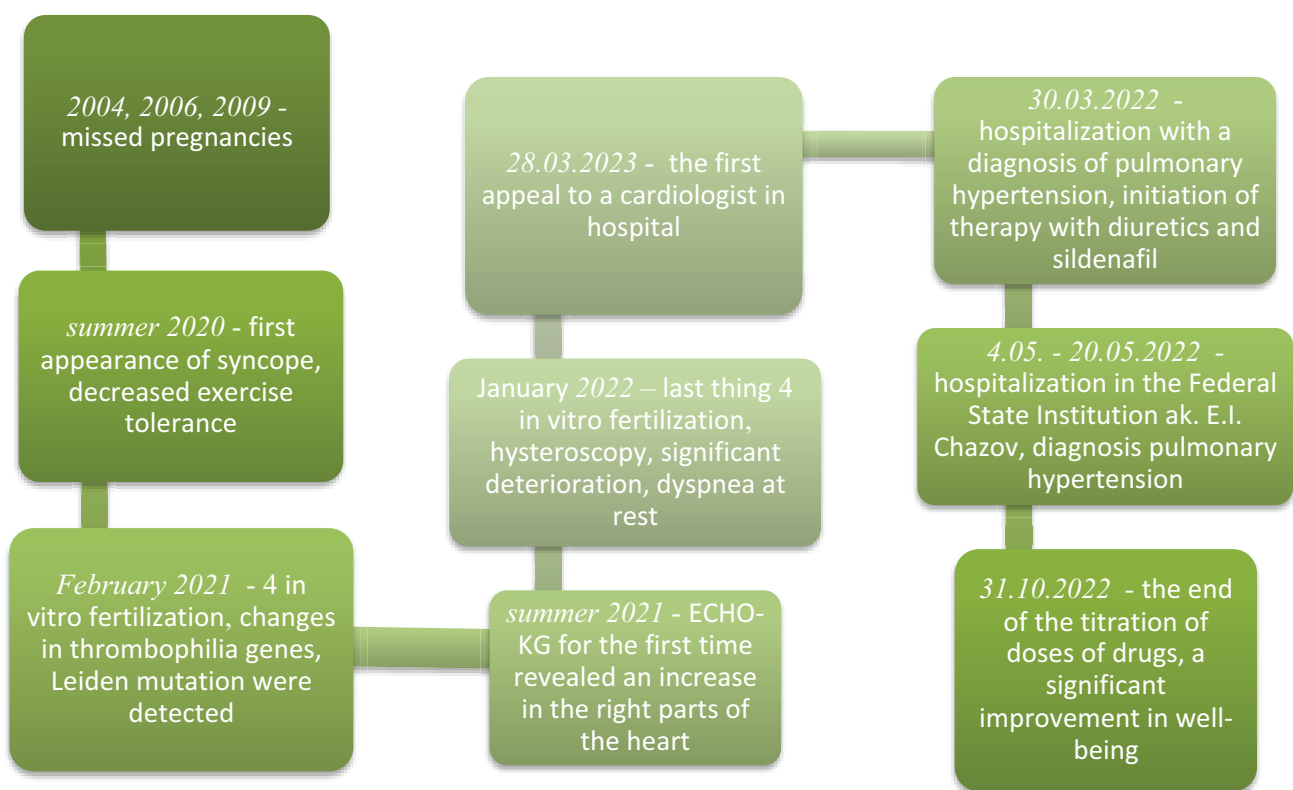 2004, 2006, 2009 -
missed pregnancies
summer 2020 - first
appearance of syncope,
decreased exercise
tolerance
February 2021 - 4 in
vitro fertilization, changes
in thrombophilia genes,
Leiden mutation were
detected
summer 2021 - ECHO-
KG for the first time
revealed an increase
in the right parts of
the heart
January 2022 – last thing 4
in vitro fertilization,
hysteroscopy, significant
deterioration, dyspnea at
rest
28.03.2023 - the first
appeal to a cardiologist in
hospital
30.03.2022 -
hospitalization with a
diagnosis of pulmonary
hypertension, initiation of
therapy with diuretics and
sildenafil
4.05. - 20.05.2022 -
hospitalization in the Federal
State Institution ak. E.I.
Chazov, diagnosis pulmonary
hypertension
31.10.2022 - the end
of the titration of
doses of drugs, a
significant
improvement in well-
being